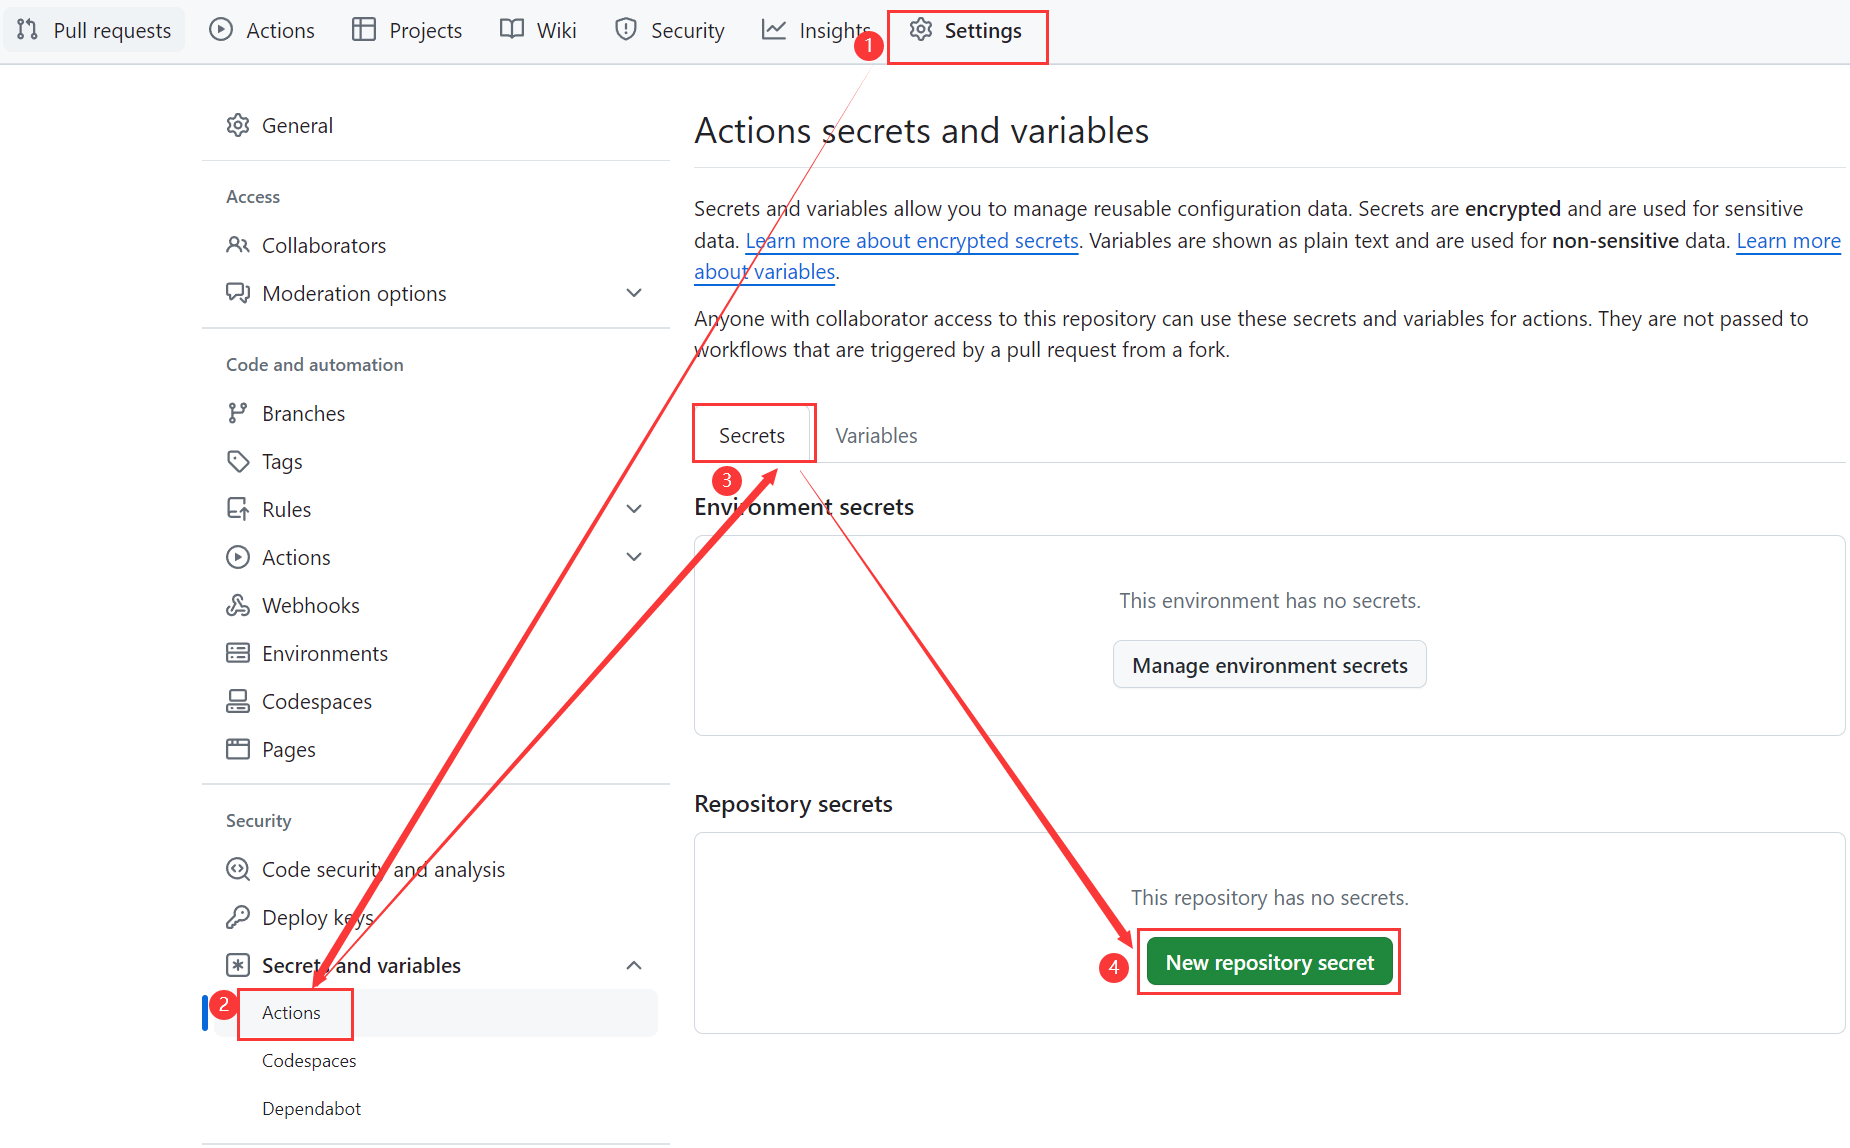 Pull requests
Actions
Projects
Wiki
Security
Insights
1
Settings
General
Access
Collaborators
Moderation options
Code and automation
Branches
Tags
Rules
Actions
Webhooks
Environments
Codespaces
Pages
Security
Code security and analysis
Deploy keys
Secrets and variables
2
Actions
Codespaces
Dependabot
Actions secrets and variables
Secrets and variables allow you to manage reusable configuration data. Secrets are encrypted and are used for sensitive
data. Learn more about encrypted secrets. Variables are shown as plain text and are used for non-sensitive data. Learn more
about variables.
Anyone with collaborator access to this repository can use these secrets and variables for actions. They are not passed to
workflows that are triggered by a pull request from a fork.
Secrets
Variables
3
Environment secrets
This environment has no secrets.
Manage environment secrets
Repository secrets
This repository has no secrets.
4
New repository secret